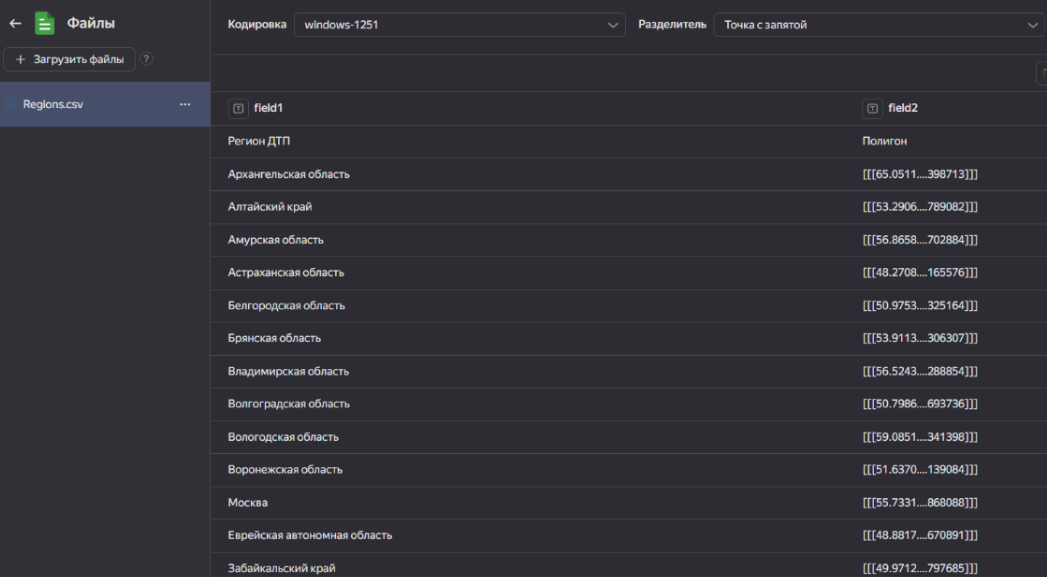 Файлы
Кодировка windows-1251 Разделитель Точка с запятой
+ Загрузить файлы ?
Regions.csv ...
field1 field2
Регион ДТП Полигон
Архангельская область [[[65.0511....398713]]]
Алтайский край [[[53.2906....789082]]]
Амурская область [[[56.8658....702884]]]
Астраханская область [[[48.2708....165576]]]
Белгородская область [[[50.9753....325164]]]
Брянская область [[[53.9113....306307]]]
Владимирская область [[[56.5243....288854]]]
Волгоградская область [[[50.7986....693736]]]
Вологодская область [[[59.0851....341398]]]
Воронежская область [[[51.6370....139084]]]
Москва [[[55.7331....868088]]]
Еврейская автономная область [[[48.8817....670891]]]
Забайкальский край [[[49.9712....797685]]]